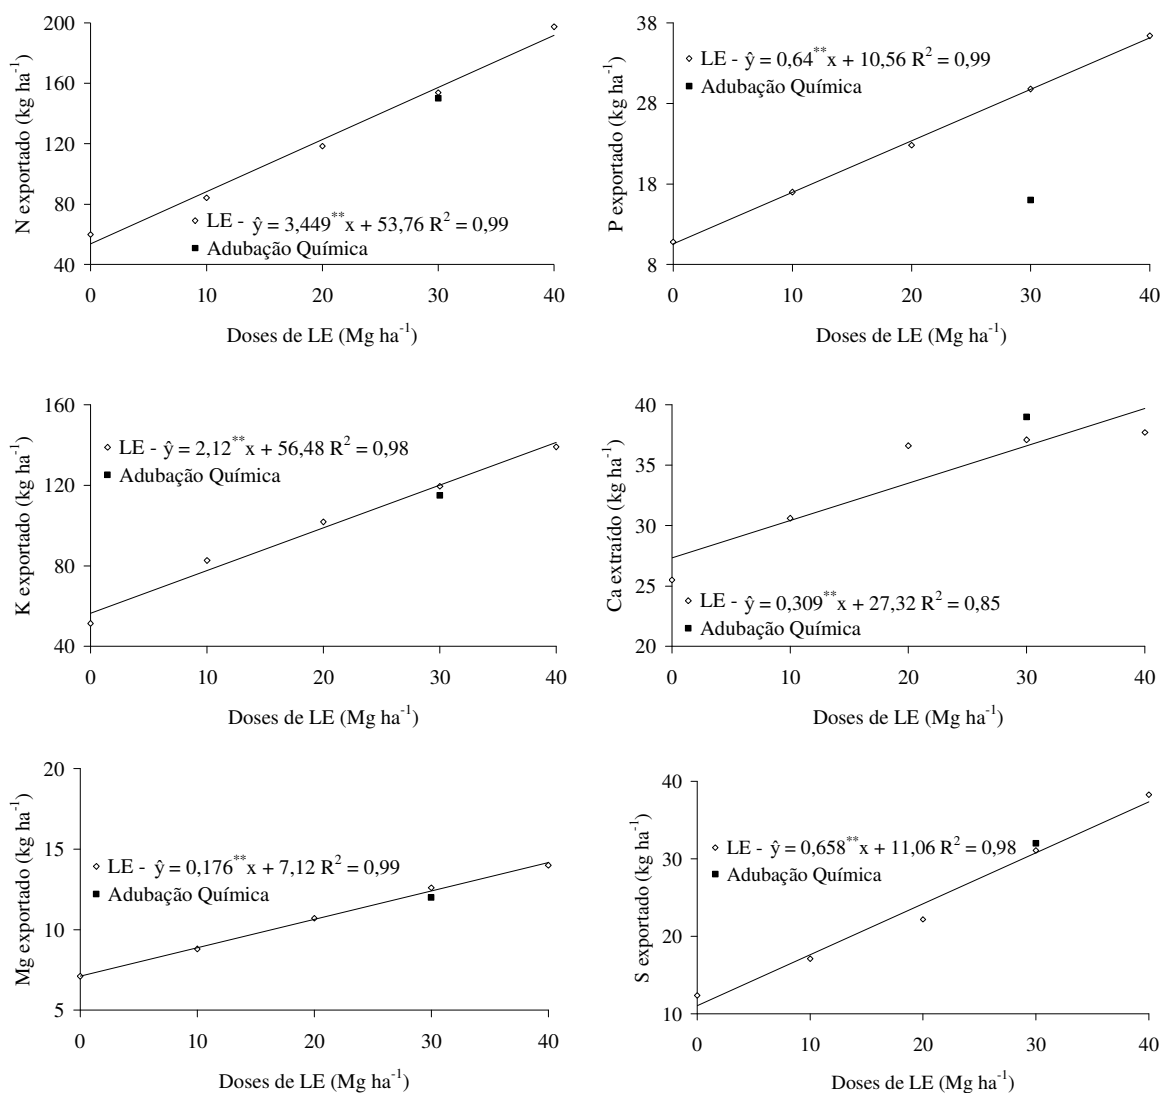 N exportado (kg ha⁻¹)
200
160
120
80
40
LE - ŷ = 3,449**x + 53,76 R² = 0,99
Adubação Química
0 10 20 30 40
Doses de LE (Mg ha⁻¹)
P exportado (kg ha⁻¹)
38
28
18
8
LE - ŷ = 0,64**x + 10,56 R² = 0,99
Adubação Química
0 10 20 30 40
Doses de LE (Mg ha⁻¹)
K exportado (kg ha⁻¹)
160
120
80
40
LE - ŷ = 2,12**x + 56,48 R² = 0,98
Adubação Química
0 10 20 30 40
Doses de LE (Mg ha⁻¹)
Ca extraído (kg ha⁻¹)
40
35
30
25
20
LE - ŷ = 0,309**x + 27,32 R² = 0,85
Adubação Química
0 10 20 30 40
Doses de LE (Mg ha⁻¹)
Mg exportado (kg ha⁻¹)
20
15
10
5
LE - ŷ = 0,176**x + 7,12 R² = 0,99
Adubação Química
0 10 20 30 40
Doses de LE (Mg ha⁻¹)
S exportado (kg ha⁻¹)
40
30
20
10
LE - ŷ = 0,658**x + 11,06 R² = 0,98
Adubação Química
0 10 20 30 40
Doses de LE (Mg ha⁻¹)